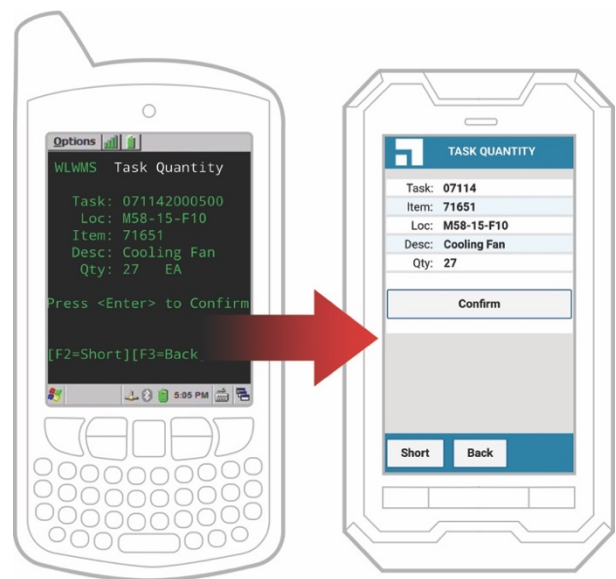 Options
WLWMS Task Quantity
Task: 071142000500
Loc: M58-15-F10
Item: 71651
Desc: Cooling Fan
Qty: 27 EA
Press <Enter> to Confirm
[F2=Short][F3=Back
5:05 PM
TASK QUANTITY
Task: 07114
Item: 71651
Loc: M58-15-F10
Desc: Cooling Fan
Qty: 27
Confirm
Short Back